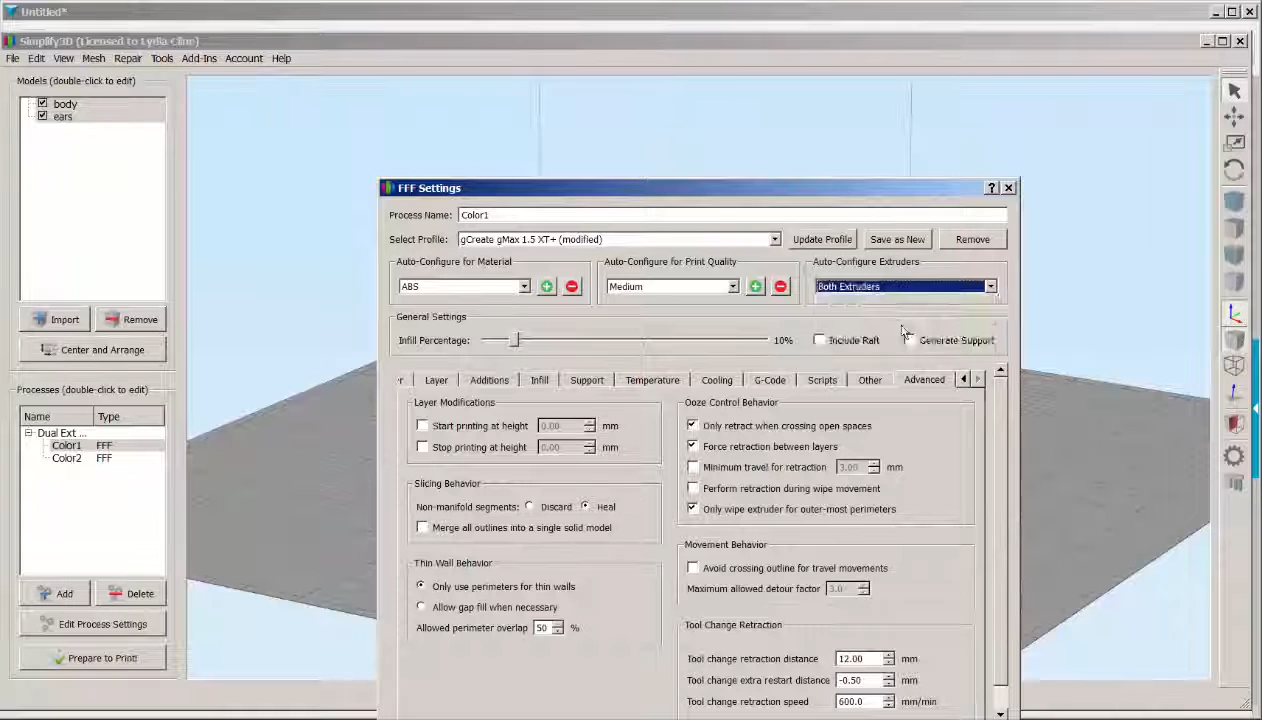 Untitled*
Simplify3D (Licensed to Lydia Cline)
File Edit View Mesh Repair Tools Add-Ins Account Help
Models (double-click to edit)
body
ears
Import Remove
Center and Arrange
Processes (double-click to edit)
Name Type
Dual Ext ...
Color1 FFF
Color2 FFF
Add Delete
Edit Process Settings
Prepare to Print!
FFF Settings
Process Name: Color1
Select Profile: gCreate gMax 1.5 XT+ (modified) Update Profile Save as New Remove
Auto-Configure for Material Auto-Configure for Print Quality Auto-Configure Extruders
ABS Medium Both Extruders
General Settings
Infill Percentage: 10% Include Raft Generate Support
r Layer Additions Infill Support Temperature Cooling G-Code Scripts Other Advanced
Layer Modifications
Start printing at height 0.00 mm
Stop printing at height 0.00 mm
Slicing Behavior
Non-manifold segments: Discard Heal
Merge all outlines into a single solid model
Thin Wall Behavior
Only use perimeters for thin walls
Allow gap fill when necessary
Allowed perimeter overlap 50 %
Ooze Control Behavior
Only retract when crossing open spaces
Force retraction between layers
Minimum travel for retraction 3.00 mm
Perform retraction during wipe movement
Only wipe extruder for outer-most perimeters
Movement Behavior
Avoid crossing outline for travel movements
Maximum allowed detour factor 3.0
Tool Change Retraction
Tool change retraction distance 12.00 mm
Tool change extra restart distance -0.50 mm
Tool change retraction speed 600.0 mm/min